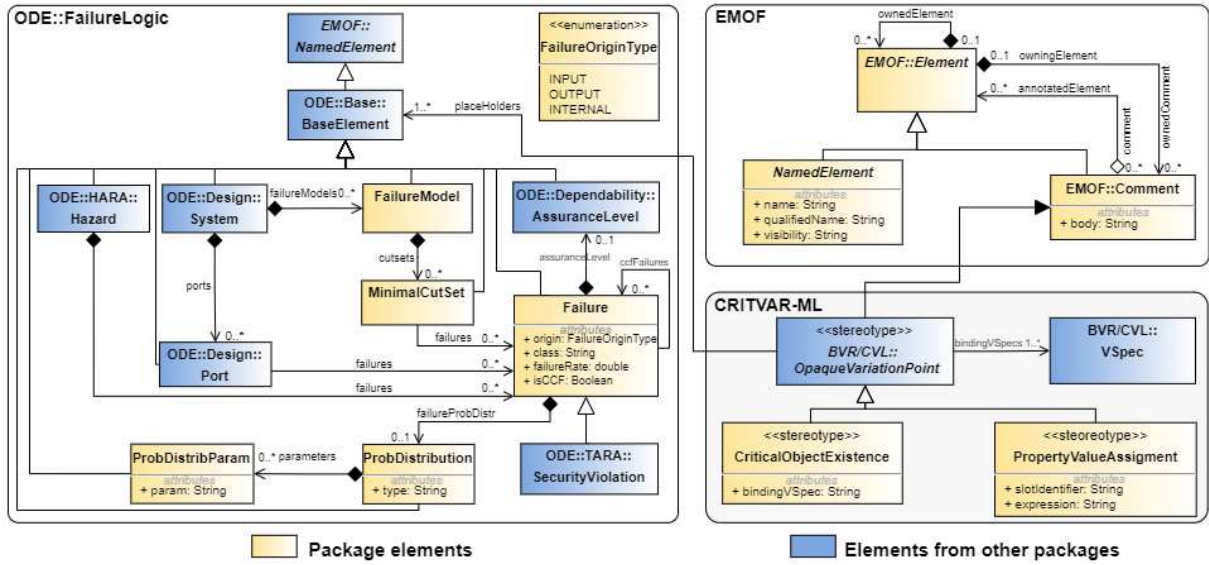 ODE::FailureLogic
EMOF::
NamedElement
<<enumeration>>
FailureOriginType
INPUT
OUTPUT
INTERNAL
ODE::Base::
BaseElement
1..*
placeHolders
ODE::HARA::
Hazard
ODE::Design::
System
failureModels
0..*
FailureModel
ODE::Dependability::
AssuranceLevel
cutsets
0..*
0..1
assuranceLevel
ccfFailures
0..*
ports
MinimalCutSet
Failure
attributes
+ origin: FailureOriginType
+ class: String
+ failureRate: double
+ isCCF: Boolean
0..*
ODE::Design::
Port
failures
0..*
failures
0..*
failures
0..*
failureProbDistr
0..1
ProbDistribParam
attributes
+ param: String
0..*
parameters
ProbDistribution
attributes
+ type: String
ODE::TARA::
SecurityViolation
EMOF
ownedElement
0..*
0..1
EMOF::Element
0..1
owningElement
0..*
annotatedElement
comment
ownedComment
0..*
0..*
NamedElement
attributes
+ name: String
+ qualifiedName: String
+ visibility: String
EMOF::Comment
attributes
+ body: String
CRITVAR-ML
<<stereotype>>
BVR/CVL::
OpaqueVariationPoint
bindingVSpecs
1..*
BVR/CVL::
VSpec
<<stereotype>>
CriticalObjectExistence
attributes
+ bindingVSpec: String
<<steoreotype>>
PropertyValueAssigment
attributes
+ slotIdentifier: String
+ expression: String
Package elements
Elements from other packages